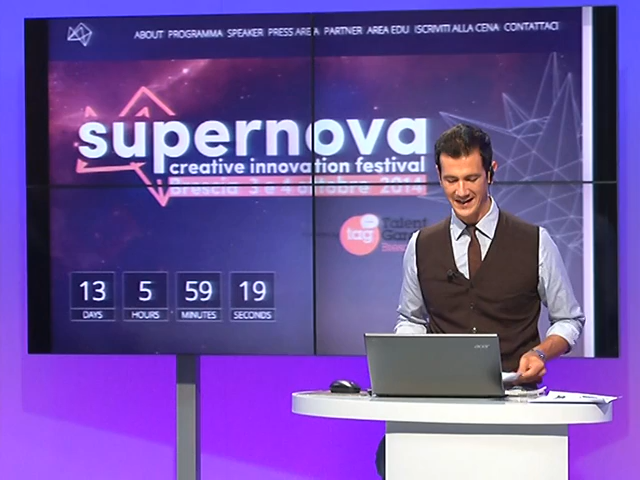 ABOUT PROGRAMMA SPEAKER PRESS AREA PARTNER AREA EDU ISCRIVITI ALLA CENA CONTATTACI
supernova
creative innovation festival
Brescia 3 e 4 ottobre 2014
tag Talent
13 5 59 19
DAYS HOURS MINUTES SECONDS
acer